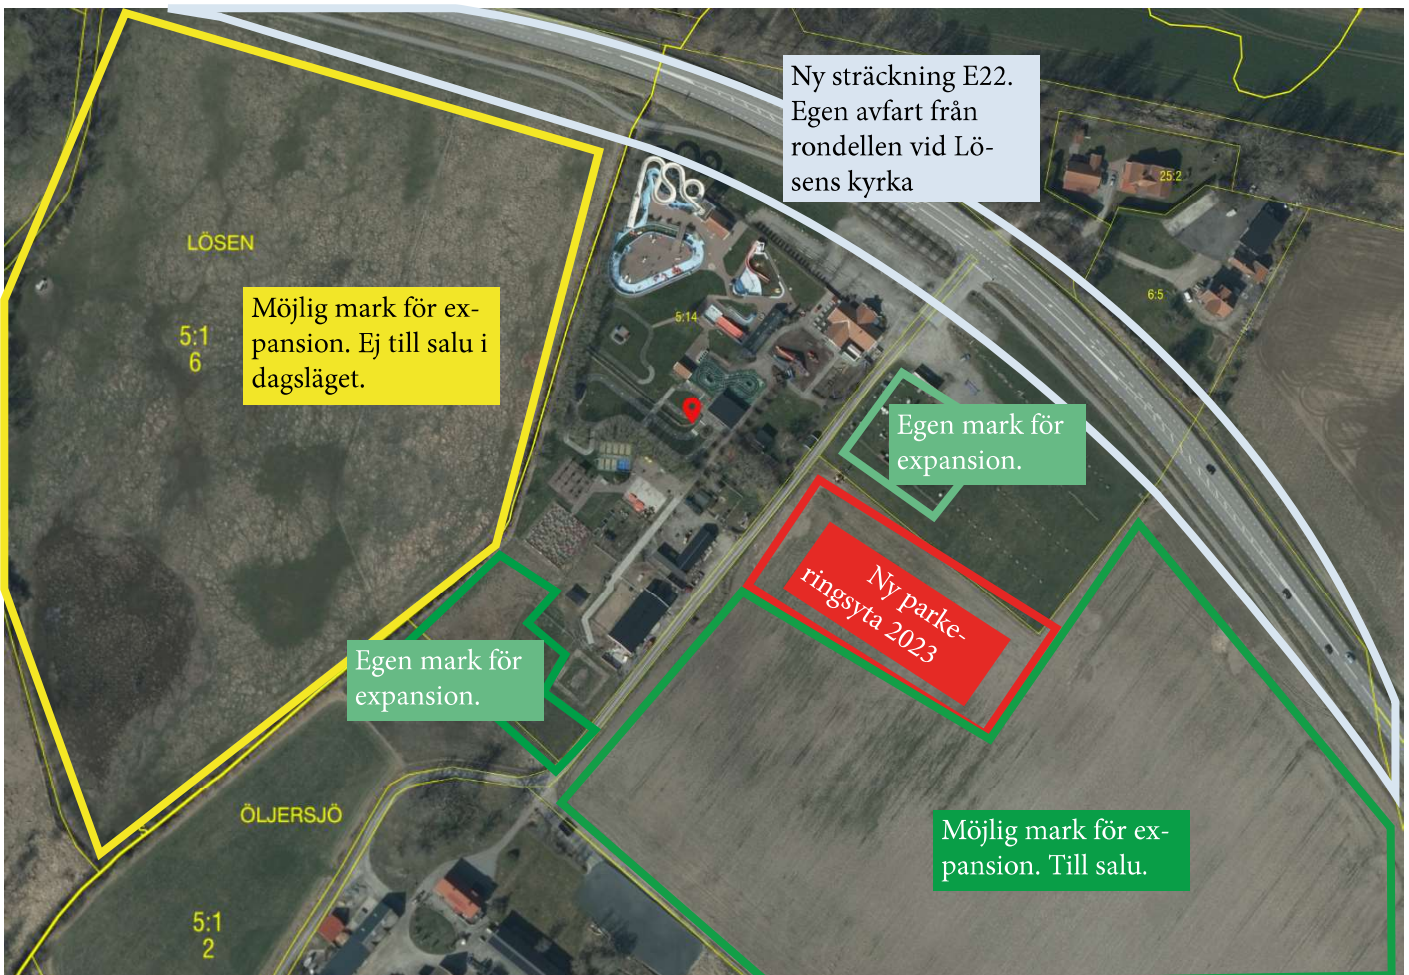 Ny sträckning E22.
Egen avfart från
rondellen vid Lö-
sens kyrka
25:2
LÖSEN
6:5
Möjlig mark för ex-
pansion. Ej till salu i
dagsläget.
5:1
6
5:14
Egen mark för
expansion.
Ny parke-
ringsyta 2023
Egen mark för
expansion.
ÖLJERSJÖ
Möjlig mark för ex-
pansion. Till salu.
5:1
2